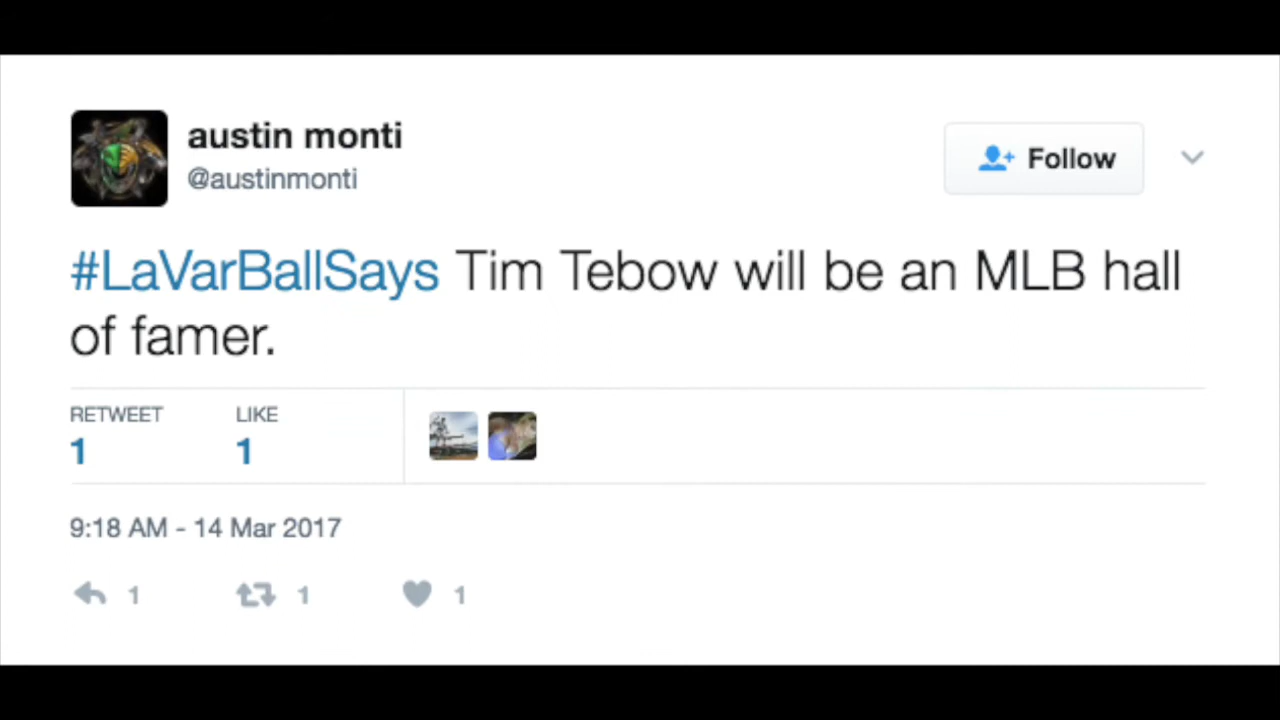 austin monti
@austinmonti
Follow
#LaVarBallSays Tim Tebow will be an MLB hall
of famer.
RETWEET LIKE
1 1
9:18 AM - 14 Mar 2017
1 1 1